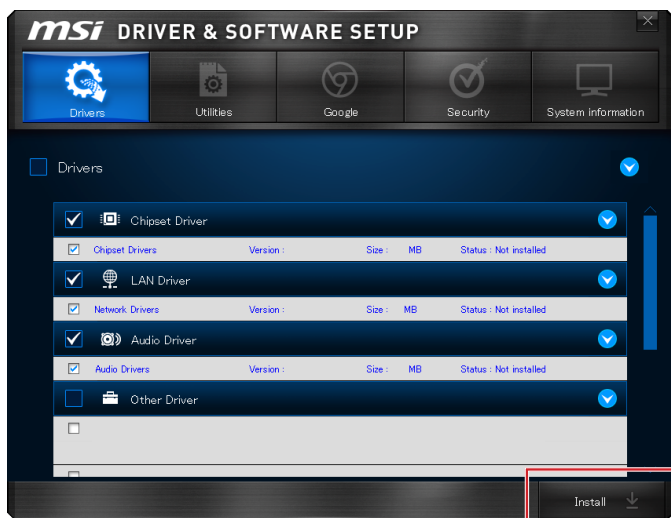 msi DRIVER & SOFTWARE SETUP
Drivers Utilities Google Security System information
Drivers
Chipset Driver
Chipset Drivers Version : Size : MB Status : Not installed
LAN Driver
Network Drivers Version : Size : MB Status : Not installed
Audio Driver
Audio Drivers Version : Size : MB Status : Not installed
Other Driver
Install